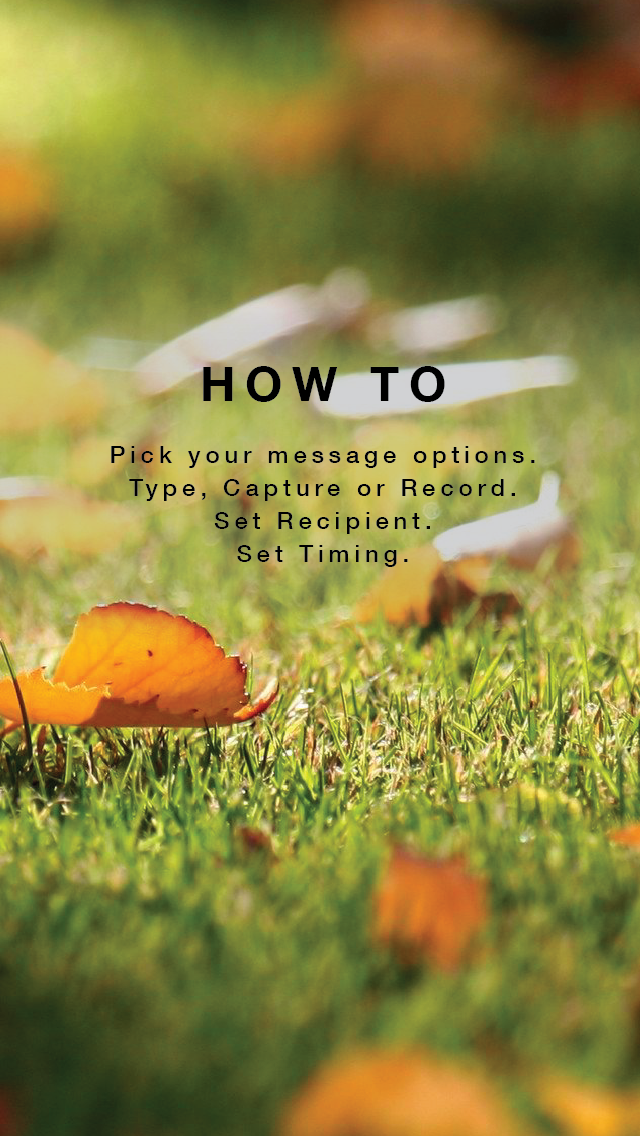 HOW TO
Pick your message options.
Type, Capture or Record.
Set Recipient.
Set Timing.